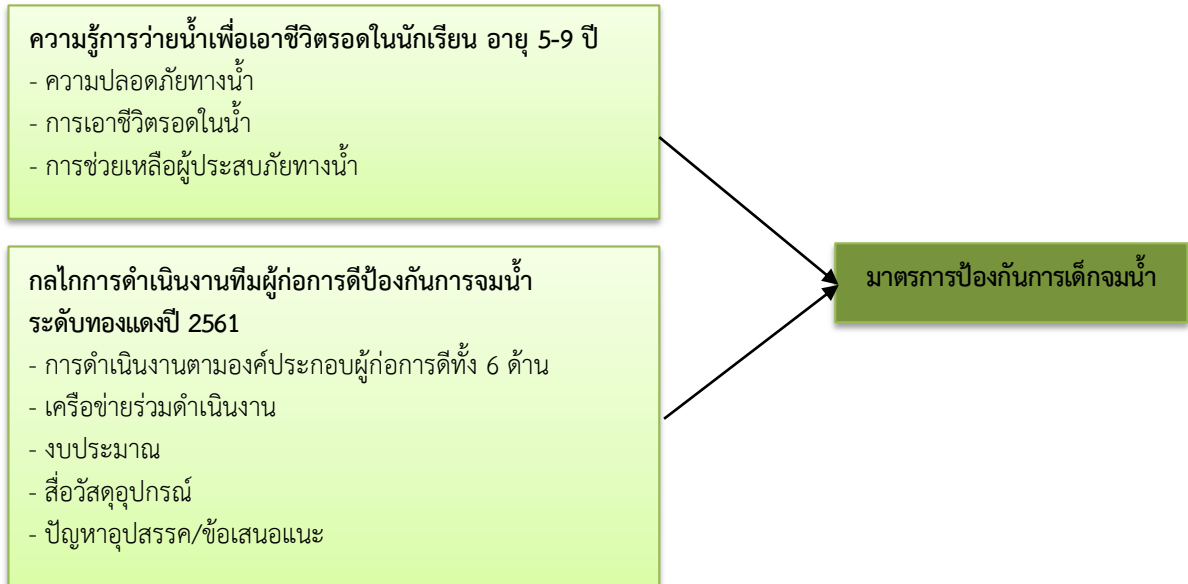 ความรู้การว่ายน้ำเพื่อเอาชีวิตรอดในนักเรียน อายุ 5-9 ปี
- ความปลอดภัยทางน้ำ
- การเอาชีวิตรอดในน้ำ
- การช่วยเหลือผู้ประสบภัยทางน้ำ
กลไกการดำเนินงานทีมผู้ก่อการดีป้องกันการจมน้ำ
ระดับทองแดงปี 2561
- การดำเนินงานตามองค์ประกอบผู้ก่อการดีทั้ง 6 ด้าน
- เครือข่ายร่วมดำเนินงาน
- งบประมาณ
- สื่อวัสดุอุปกรณ์
- ปัญหาอุปสรรค/ข้อเสนอแนะ
มาตรการป้องกันการเด็กจมน้ำ